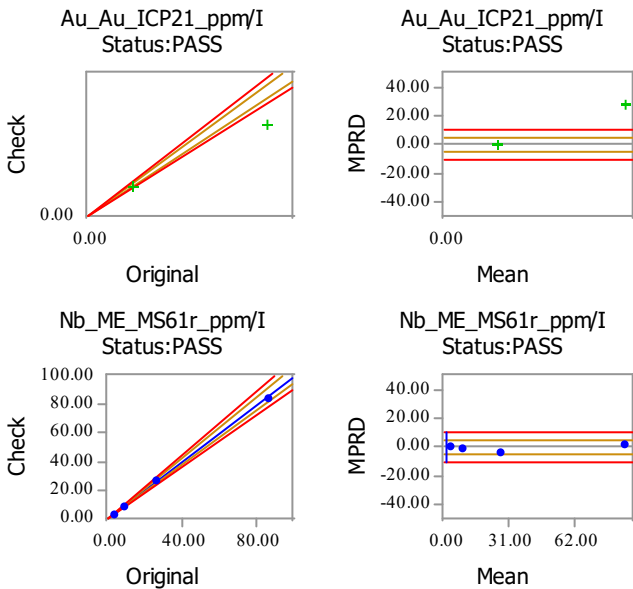 Au_Au_ICP21_ppm/I
Status:PASS
Check
0.00
0.00
Original
Au_Au_ICP21_ppm/I
Status:PASS
MPRD
40.00
20.00
0.00
-20.00
-40.00
0.00
Mean
Nb_ME_MS61r_ppm/I
Status:PASS
Check
100.00
80.00
60.00
40.00
20.00
0.00
0.00 40.00 80.00
Original
Nb_ME_MS61r_ppm/I
Status:PASS
MPRD
40.00
20.00
0.00
-20.00
-40.00
0.00 31.00 62.00
Mean